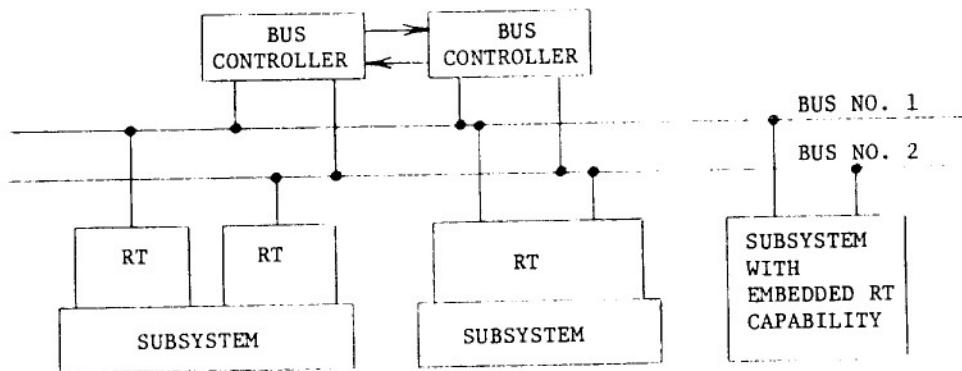 BUS
CONTROLLER
BUS
CONTROLLER
BUS NO. 1
BUS NO. 2
RT
RT
RT
SUBSYSTEM
WITH
EMBEDDED RT
CAPABILITY
SUBSYSTEM
SUBSYSTEM